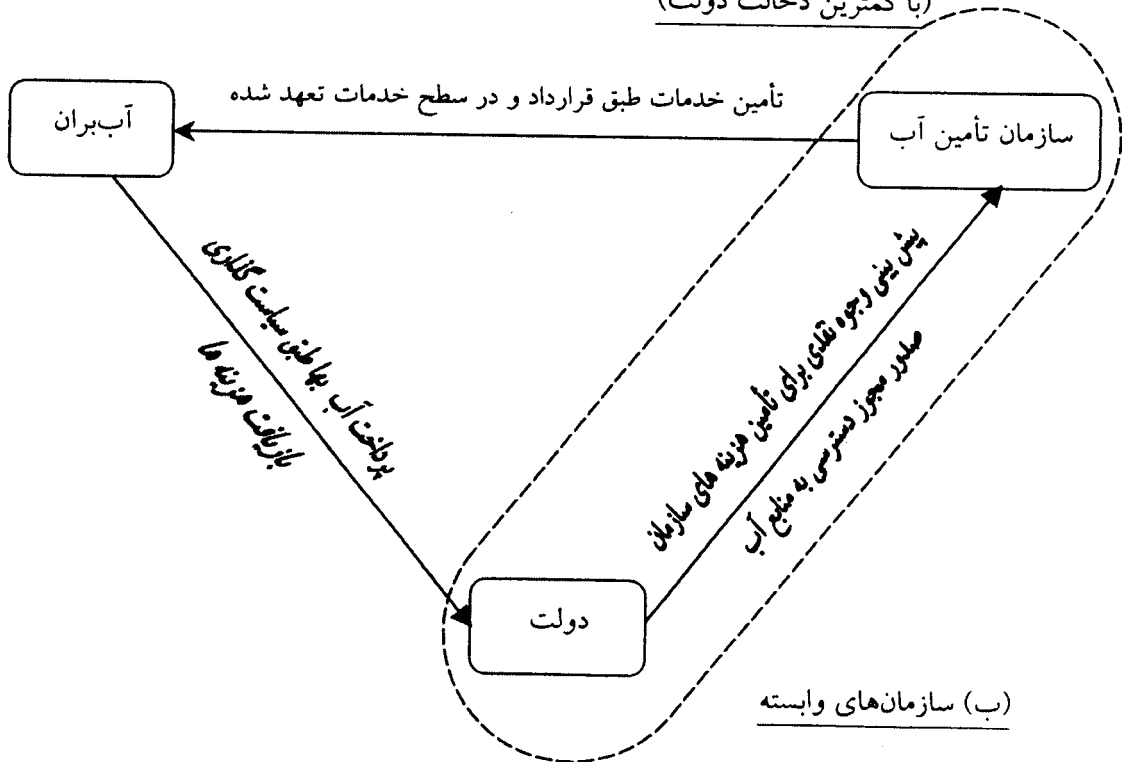 (با کمترین دخالت دولت)
تأمین خدمات طبق قرارداد و در سطح خدمات تعهد شده
سازمان تأمین آب
آب‌بران
پیش بینی وجوه نقدی برای تأمین هزینه های سازمان
صدور مجوز دسترسی به منابع آب
پرداخت آب بها طبق سیاست گذاری
بازیافت هزینه ها
دولت
(ب) سازمان‌های وابسته